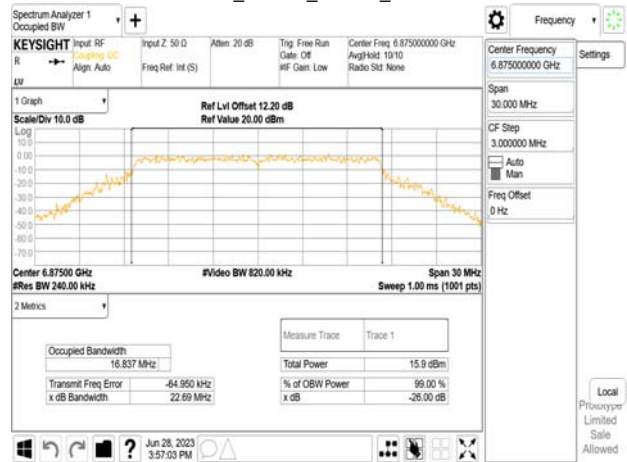 Spectrum Analyzer 1
Occupied BW
+
Frequency
KEYSIGHT
Input: RF
Coupling: DC
Align: Auto
Input Z: 50 Ω
Freq Ref: Int (S)
Atten: 20 dB
Trig: Free Run
Gate: Off
#IF Gain: Low
Center Freq: 6.875000000 GHz
Avg|Hold: 10/10
Radio Std: None
R
LXI
Center Frequency
6.875000000 GHz
Settings
Span
30.000 MHz
CF Step
3.000000 MHz
Auto
Man
Freq Offset
0 Hz
1 Graph
Scale/Div 10.0 dB
Ref Lvl Offset 12.20 dB
Ref Value 20.00 dBm
Log
10.0
0.00
-10.0
-20.0
-30.0
-40.0
-50.0
-60.0
-70.0
Center 6.87500 GHz
#Res BW 240.00 kHz
#Video BW 820.00 kHz
Span 30 MHz
Sweep 1.00 ms (1001 pts)
2 Metrics
Measure Trace Trace 1
Occupied Bandwidth
16.837 MHz
Total Power 15.9 dBm
Transmit Freq Error -64.950 kHz
% of OBW Power 99.00 %
x dB Bandwidth 22.69 MHz
x dB -26.00 dB
Local
Prototype
Limited
Sale
Allowed
?
Jun 28, 2023
3:57:03 PM